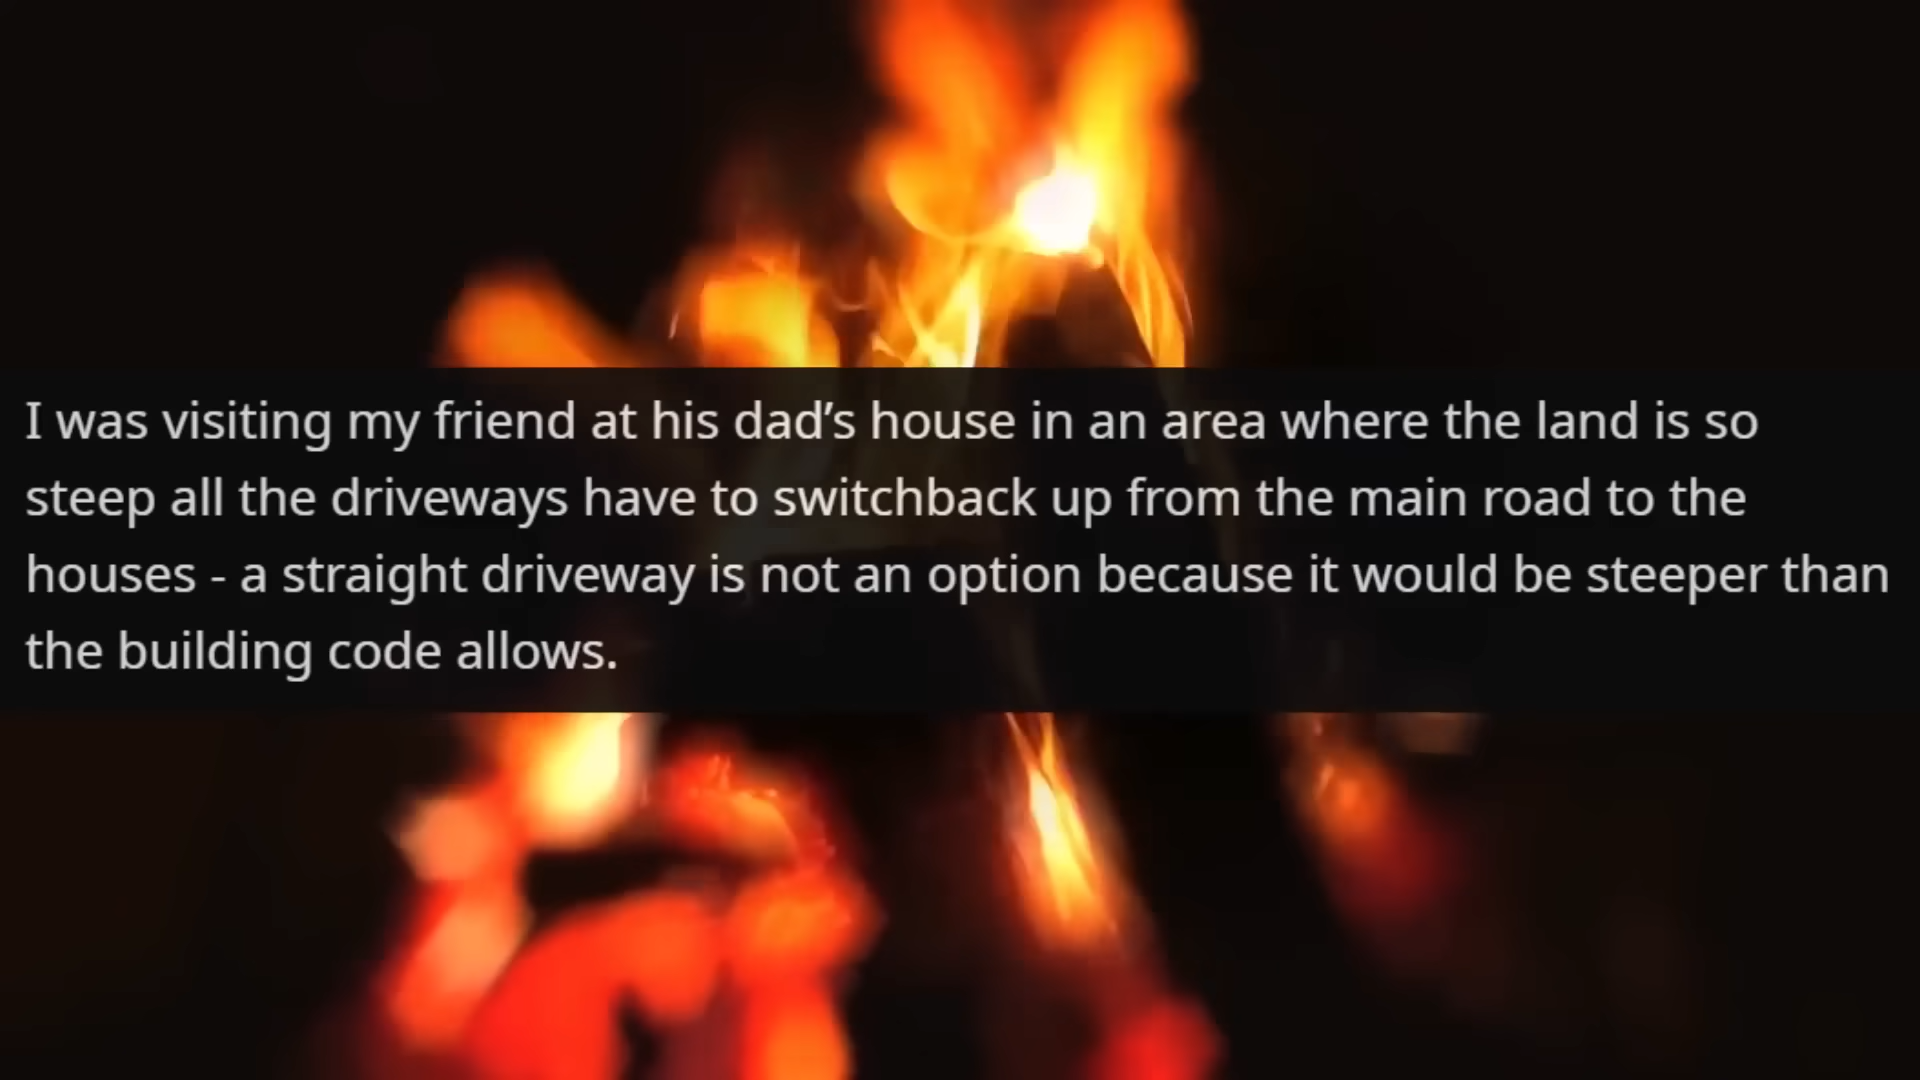 I was visiting my friend at his dad’s house in an area where the land is so
steep all the driveways have to switchback up from the main road to the
houses - a straight driveway is not an option because it would be steeper than
the building code allows.